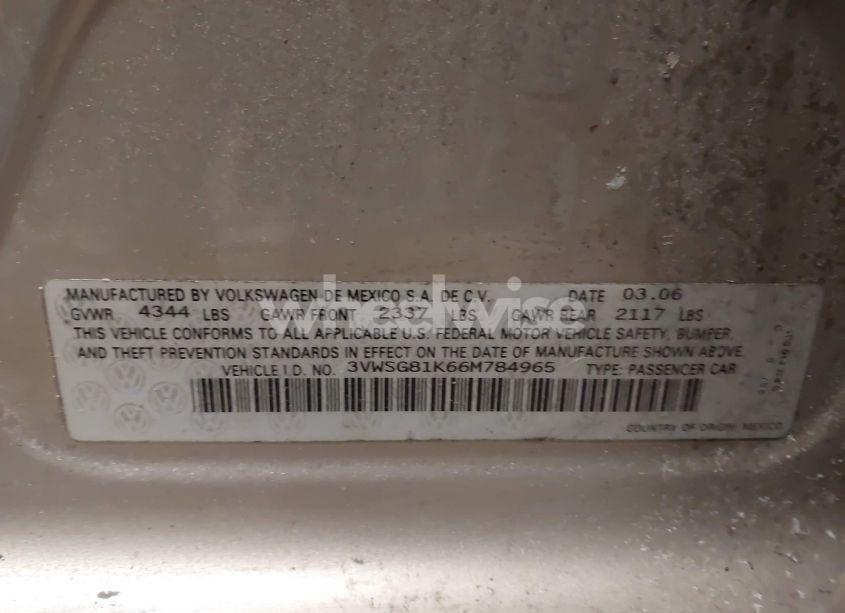 MANUFACTURED BY VOLKSWAGEN DE MEXICO S.A. DE C.V. DATE 03.06
GVWR 4344 LBS GAWR FRONT 2337 LBS GAWR REAR 2117 LBS
THIS VEHICLE CONFORMS TO ALL APPLICABLE U.S. FEDERAL MOTOR VEHICLE SAFETY, BUMPER,
AND THEFT PREVENTION STANDARDS IN EFFECT ON THE DATE OF MANUFACTURE SHOWN ABOVE.
VEHICLE I.D. NO. 3VWSG81K66M784965 TYPE: PASSENGER CAR
COUNTRY OF ORIGIN: MEXICO
wheelwise